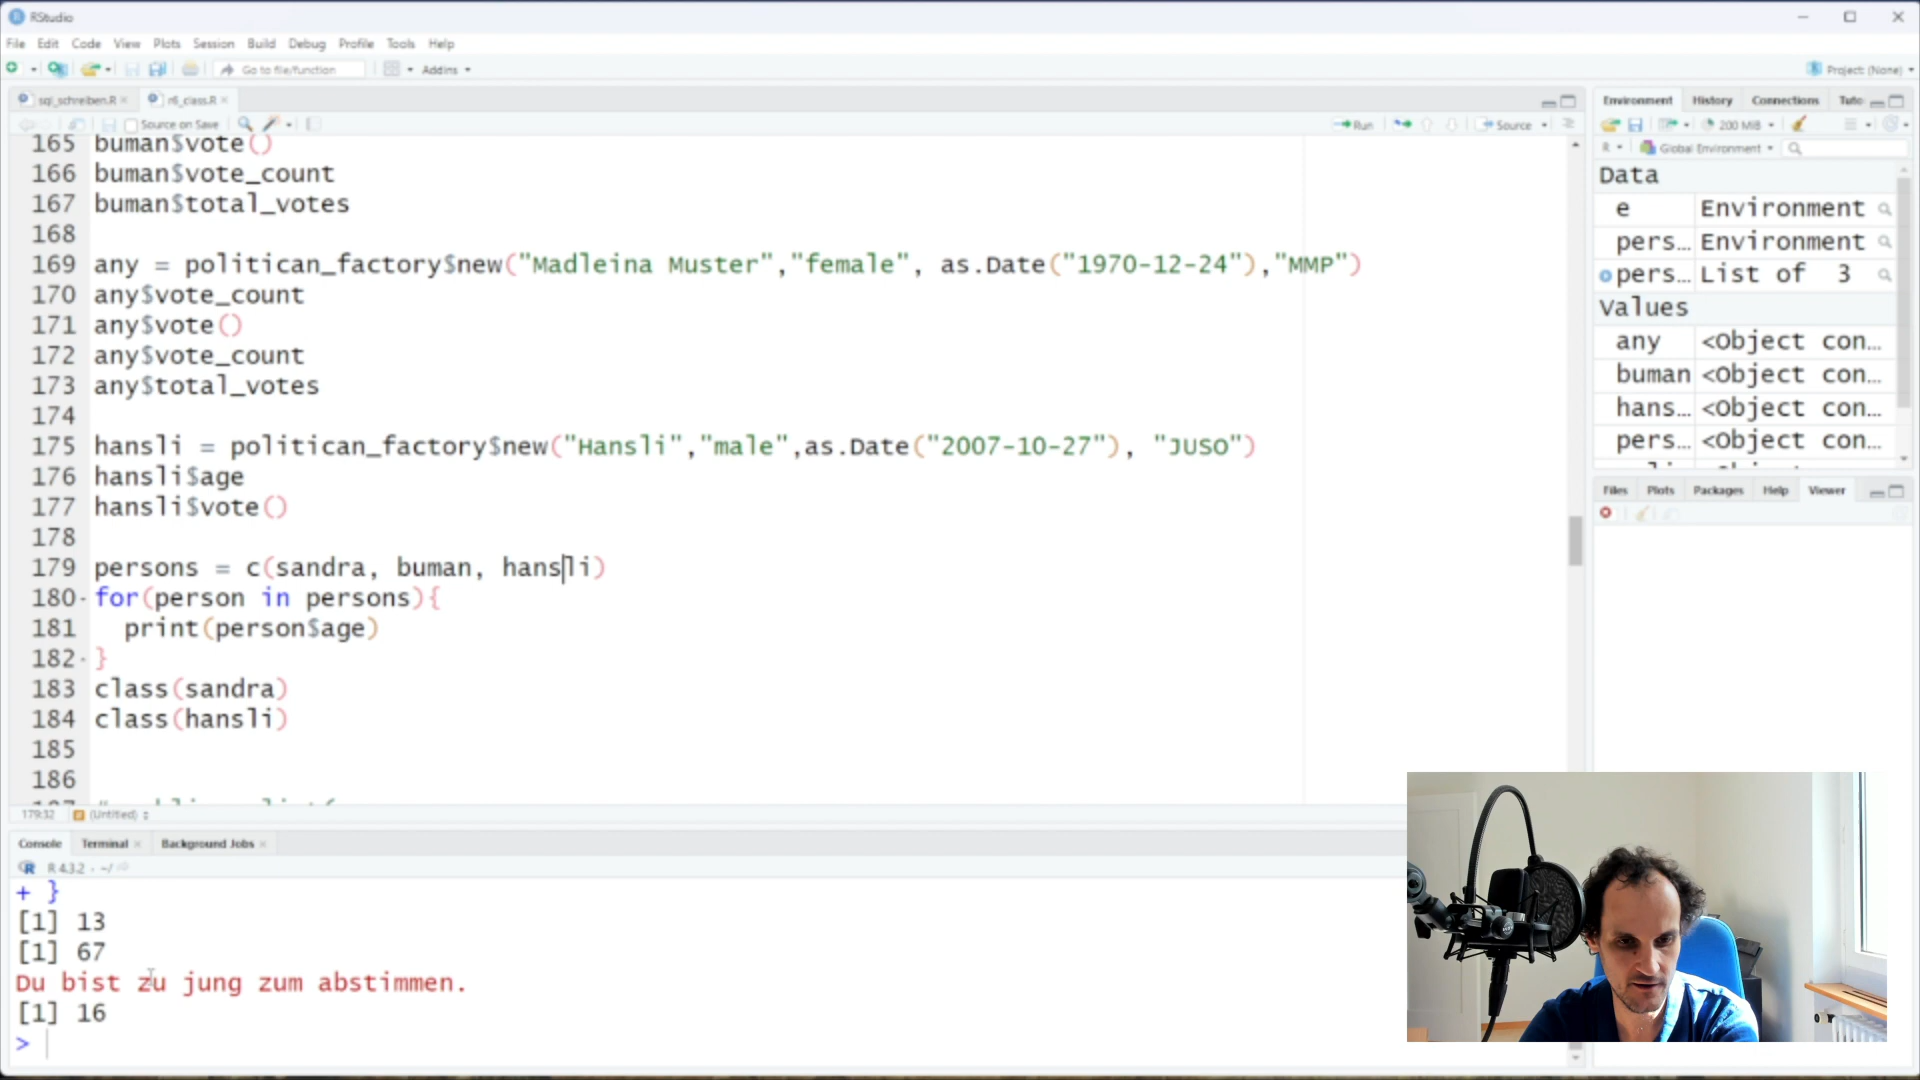 RStudio
File Edit Code View Plots Session Build Debug Profile Tools Help
Go to file/function Addins Project: (None)
sql_schreiben.R r6_class.R
Source on Save Run Source
165 buman$vote()
166 buman$vote_count
167 buman$total_votes
168
169 any = politican_factory$new("Madleina Muster","female", as.Date("1970-12-24"),"MMP")
170 any$vote_count
171 any$vote()
172 any$vote_count
173 any$total_votes
174
175 hansli = politican_factory$new("Hansli","male",as.Date("2007-10-27"), "JUSO")
176 hansli$age
177 hansli$vote()
178
179 persons = c(sandra, buman, hansli)
180 for(person in persons){
181 print(person$age)
182 }
183 class(sandra)
184 class(hansli)
185
186
179:32 (Untitled)
Console Terminal Background Jobs
R 4.3.2 · ~/
+ }
[1] 13
[1] 67
Du bist zu jung zum abstimmen.
[1] 16
>
Environment History Connections Tuto
200 MiB
R Global Environment
Data
e Environment
pers… Environment
pers… List of 3
Values
any <Object con…
buman <Object con…
hans… <Object con…
pers… <Object con…
Files Plots Packages Help Viewer